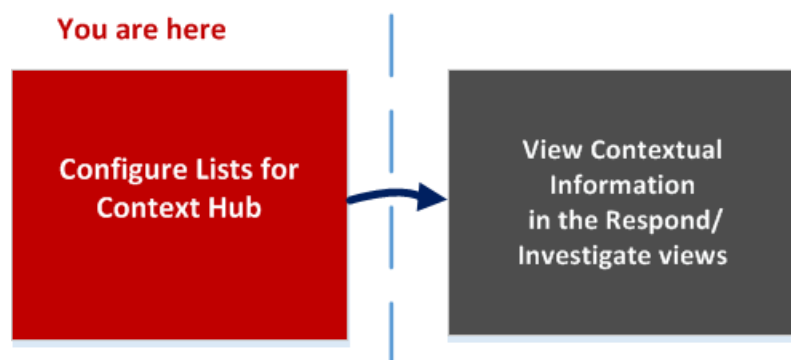 You are here
Configure Lists for
Context Hub
View Contextual
Information
in the Respond/
Investigate views